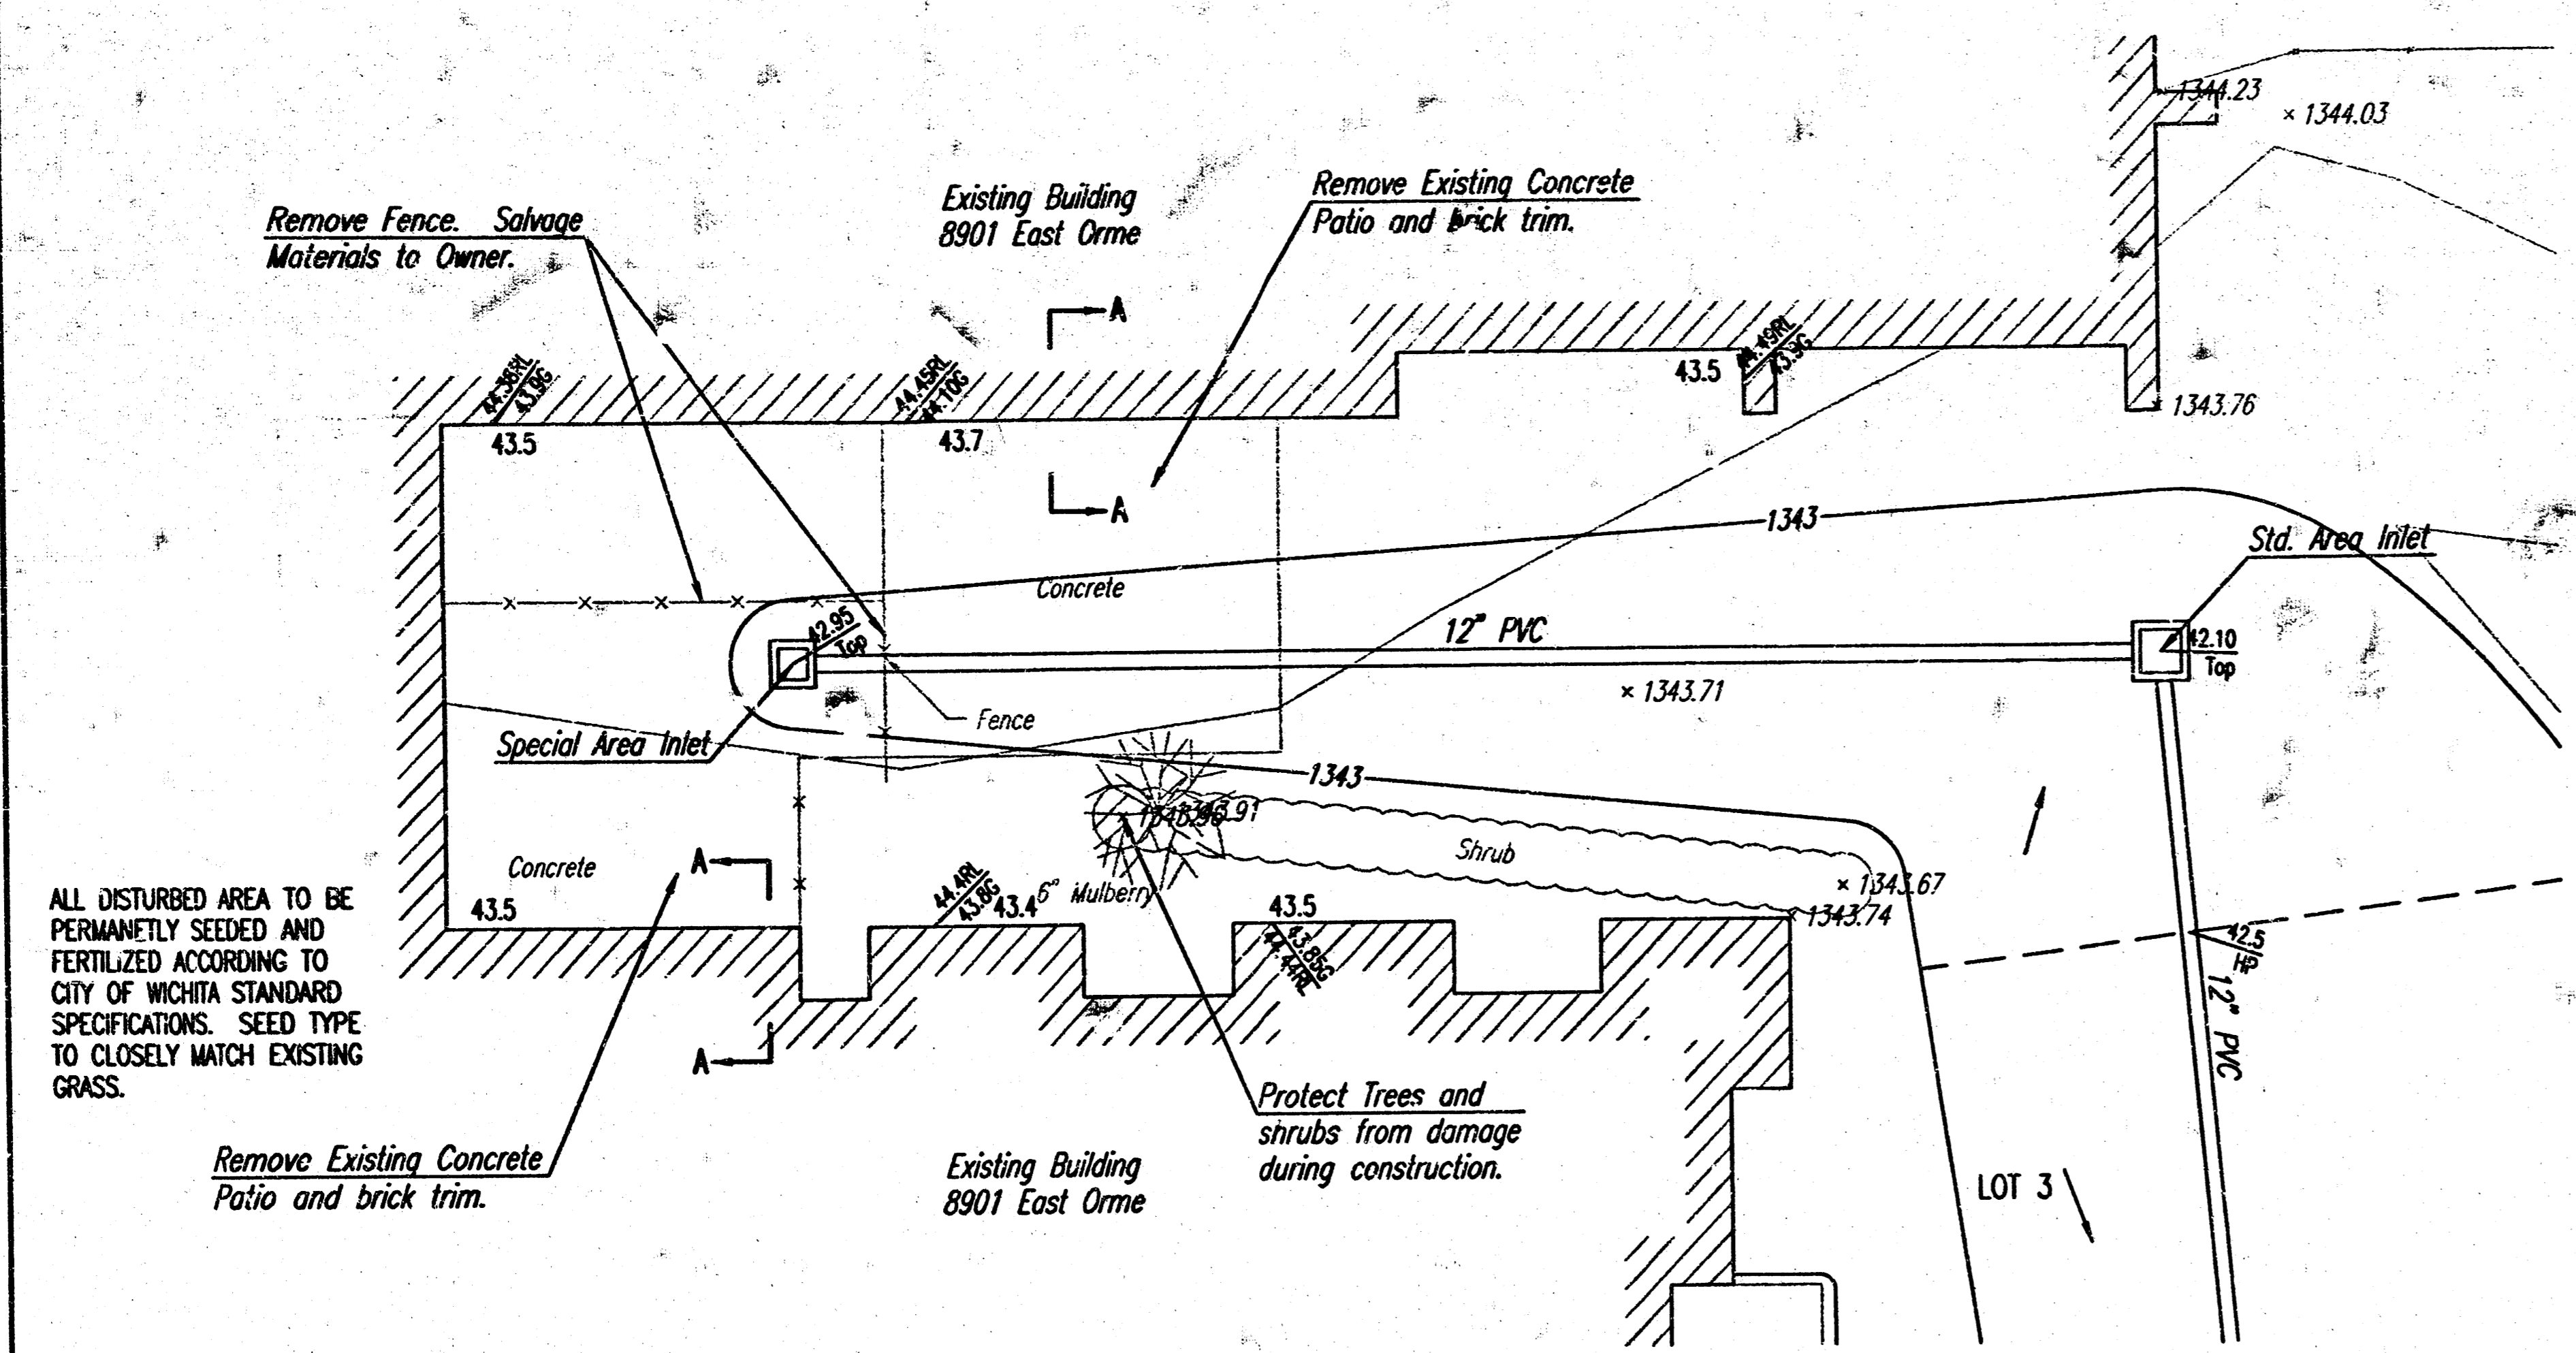 1344.23
× 1344.03
Existing Building
8901 East Orme
Remove Existing Concrete
Patio and brick trim.
Remove Fence. Salvage
Materials to Owner.
A
44.38RL
43.9G
44.45RL
44.10G
43.5
44.49RL
43.9G
1343.76
43.5
43.7
A
1343
Std. Area Inlet
Concrete
42.95
Top
12" PVC
42.10
Top
× 1343.71
Fence
Special Area Inlet
1343
1343.91
Shrub
Concrete
A
6" Mulberry
× 1343.67
1343.74
43.5
44.4RL
43.8G
43.4
43.5
43.85G
44.44RL
42.5
HP
12" PVC
ALL DISTURBED AREA TO BE
PERMANETLY SEEDED AND
FERTILIZED ACCORDING TO
CITY OF WICHITA STANDARD
SPECIFICATIONS. SEED TYPE
TO CLOSELY MATCH EXISTING
GRASS.
A
Protect Trees and
shrubs from damage
during construction.
Remove Existing Concrete
Patio and brick trim.
Existing Building
8901 East Orme
LOT 3